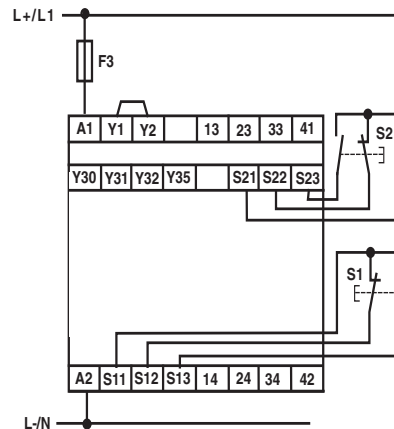 L+/L1
F3
A1 Y1 Y2 13 23 33 41
S2
Y30 Y31 Y32 Y35 S21 S22 S23
S1
A2 S11 S12 S13 14 24 34 42
L-/N